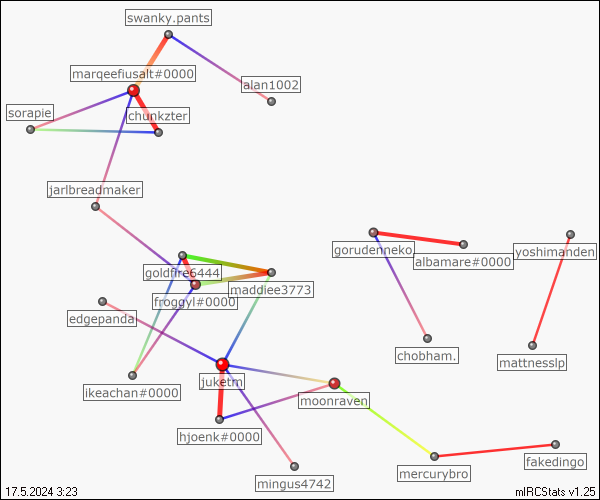 swanky.pants
marqeefiusalt#0000
alan1002
sorapie
chunkzter
jarlbreadmaker
gorudenneko
yoshimanden
albamare#0000
goldfire6444
maddiee3773
froggyl#0000
edgepanda
chobham.
mattnesslp
juketm
ikeachan#0000
moonraven
hjoenk#0000
fakedingo
mercurybro
mingus4742
17.5.2024 3:23
mIRCStats v1.25